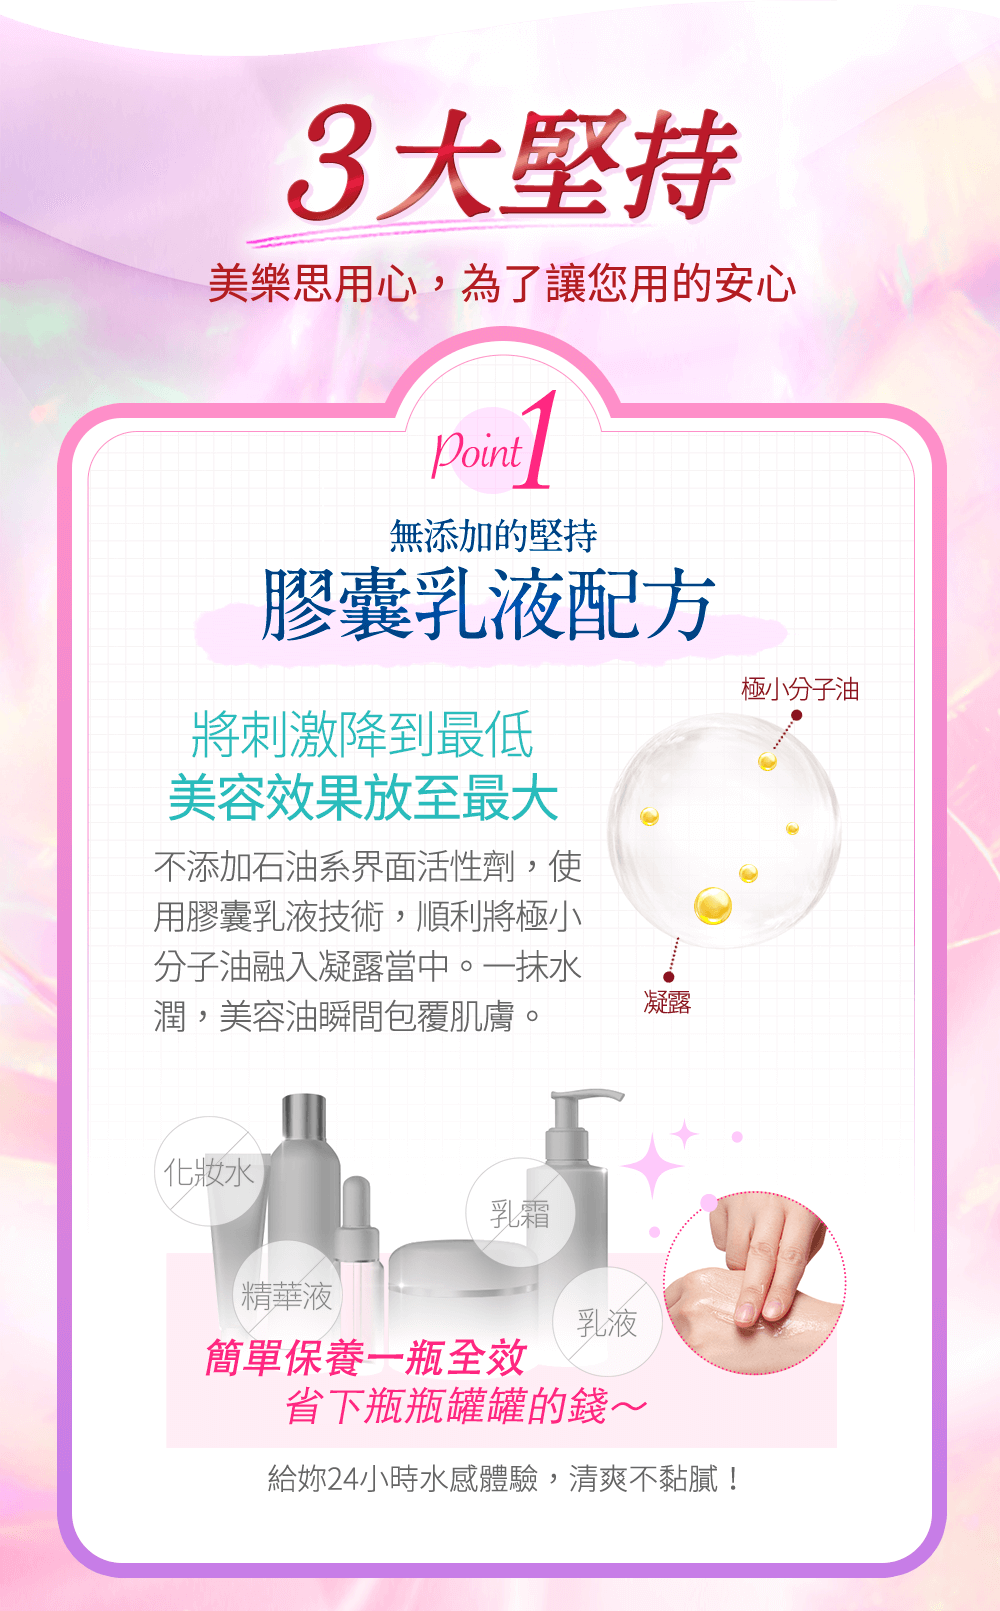 3大堅持
美樂思用心，為了讓您用的安心
Point 1
無添加的堅持
膠囊乳液配方
極小分子油
將刺激降到最低
美容效果放至最大
不添加石油系界面活性劑，使
用膠囊乳液技術，順利將極小
分子油融入凝露當中。一抹水
潤，美容油瞬間包覆肌膚。
凝露
化妝水
乳霜
精華液
乳液
簡單保養一瓶全效
省下瓶瓶罐罐的錢～
給妳24小時水感體驗，清爽不黏膩！